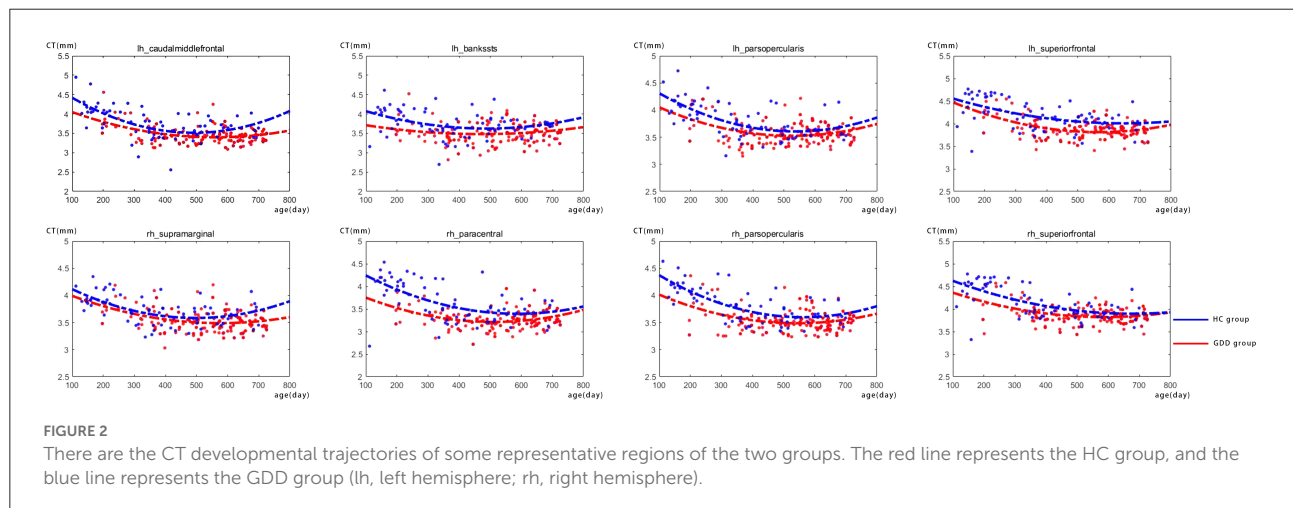 CT(mm) lh_caudalmiddlefrontal
5.5
5
4.5
4
3.5
3
2.5
2
100 200 300 400 500 600 700 800
age(day)
CT(mm) lh_bankssts
5.5
5
4.5
4
3.5
3
2.5
2
100 200 300 400 500 600 700 800
age(day)
CT(mm) lh_parsopercularis
5
4.5
4
3.5
3
2.5
100 200 300 400 500 600 700 800
age(day)
CT(mm) lh_superiorfrontal
5.5
5
4.5
4
3.5
3
2.5
100 200 300 400 500 600 700 800
age(day)
CT(mm) rh_supramarginal
5
4.5
4
3.5
3
2.5
100 200 300 400 500 600 700 800
age(day)
CT(mm) rh_paracentral
5
4.5
4
3.5
3
2.5
2
100 200 300 400 500 600 700 800
age(day)
CT(mm) rh_parsopercularis
5
4.5
4
3.5
3
2.5
100 200 300 400 500 600 700 800
age(day)
CT(mm) rh_superiorfrontal
5.5
5
4.5
4
3.5
3
2.5
100 200 300 400 500 600 700 800
age(day)
HC group
GDD group
FIGURE 2
There are the CT developmental trajectories of some representative regions of the two groups. The red line represents the HC group, and the
blue line represents the GDD group (lh, left hemisphere; rh, right hemisphere).